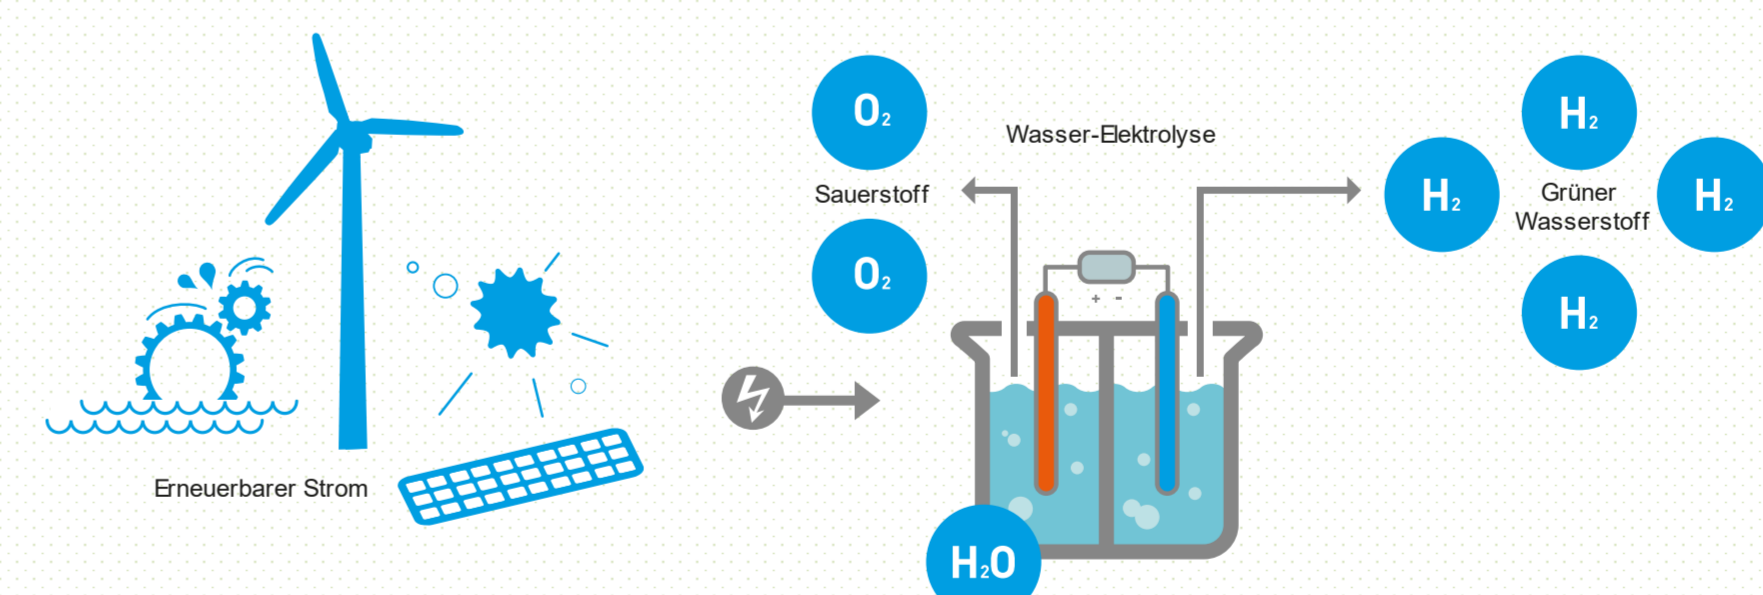 Erneuerbarer Strom
O₂
Sauerstoff
O₂
Wasser-Elektrolyse
+ -
H₂O
H₂
H₂
Grüner
Wasserstoff
H₂
H₂